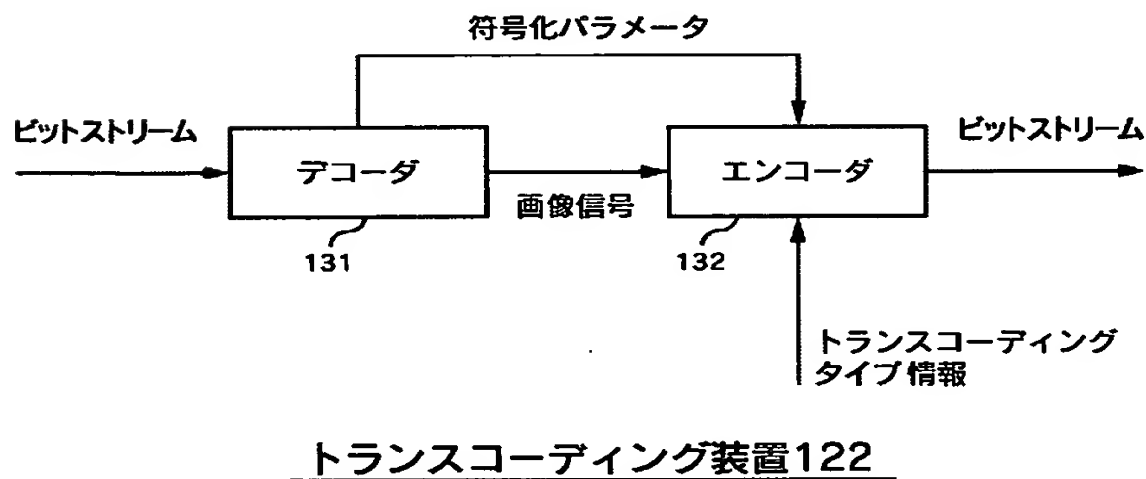 符号化パラメータ
ビットストリーム
デコーダ
画像信号
エンコーダ
ビットストリーム
131
132
トランスコーディング
タイプ情報
トランスコーディング装置122